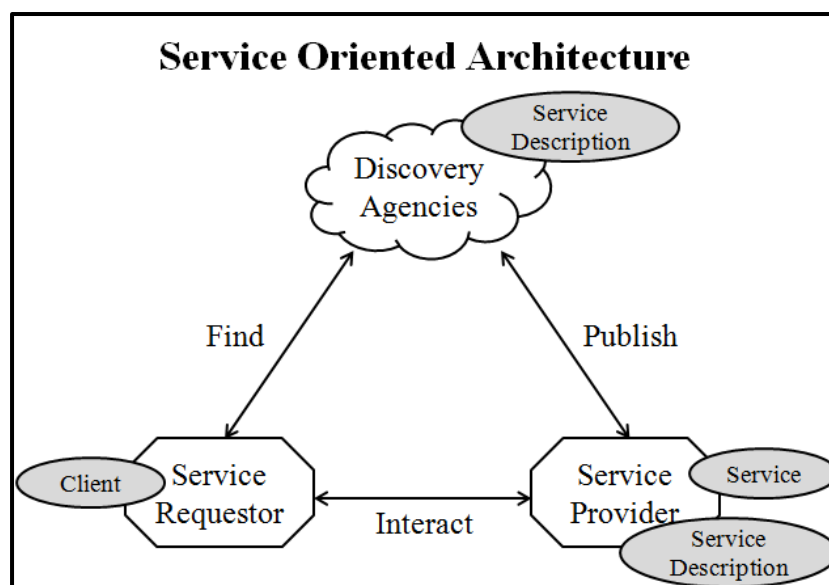 Service Oriented Architecture
Service
Description
Discovery
Agencies
Find
Publish
Client
Service
Requestor
Interact
Service
Provider
Service
Service
Description